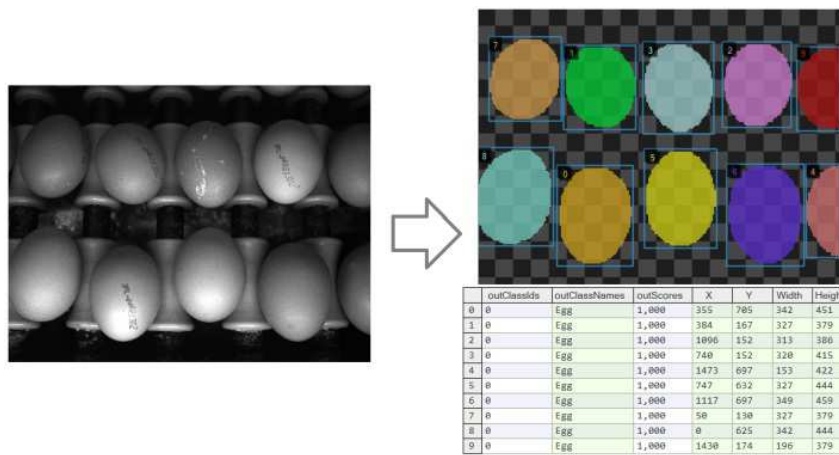 7 1 3 2 9
8 0 5 6 4
outClassIds outClassNames outScores X Y Width Heigh
0 0 Egg 1,000 355 705 342 451
1 0 Egg 1,000 384 167 327 379
2 0 Egg 1,000 1096 152 313 386
3 0 Egg 1,000 740 152 320 415
4 0 Egg 1,000 1473 697 153 422
5 0 Egg 1,000 747 632 327 444
6 0 Egg 1,000 1117 697 349 459
7 0 Egg 1,000 50 130 327 379
8 0 Egg 1,000 0 625 342 444
9 0 Egg 1,000 1430 174 196 379